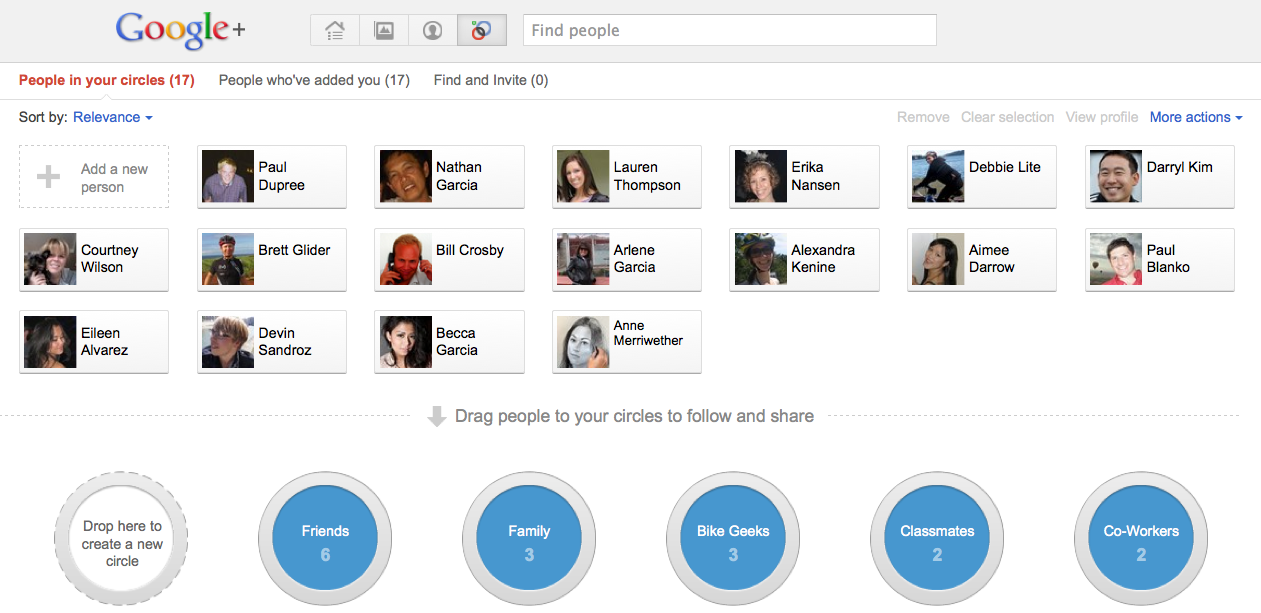 Google+
Find people
People in your circles (17) People who've added you (17) Find and Invite (0)
Sort by: Relevance Remove Clear selection View profile More actions
Add a new
person
Paul
Dupree
Nathan
Garcia
Lauren
Thompson
Erika
Nansen
Debbie Lite
Darryl Kim
Courtney
Wilson
Brett Glider
Bill Crosby
Arlene
Garcia
Alexandra
Kenine
Aimee
Darrow
Paul
Blanko
Eileen
Alvarez
Devin
Sandroz
Becca
Garcia
Anne
Merriwether
Drag people to your circles to follow and share
Drop here to
create a new
circle
Friends
6
Family
3
Bike Geeks
3
Classmates
2
Co-Workers
2